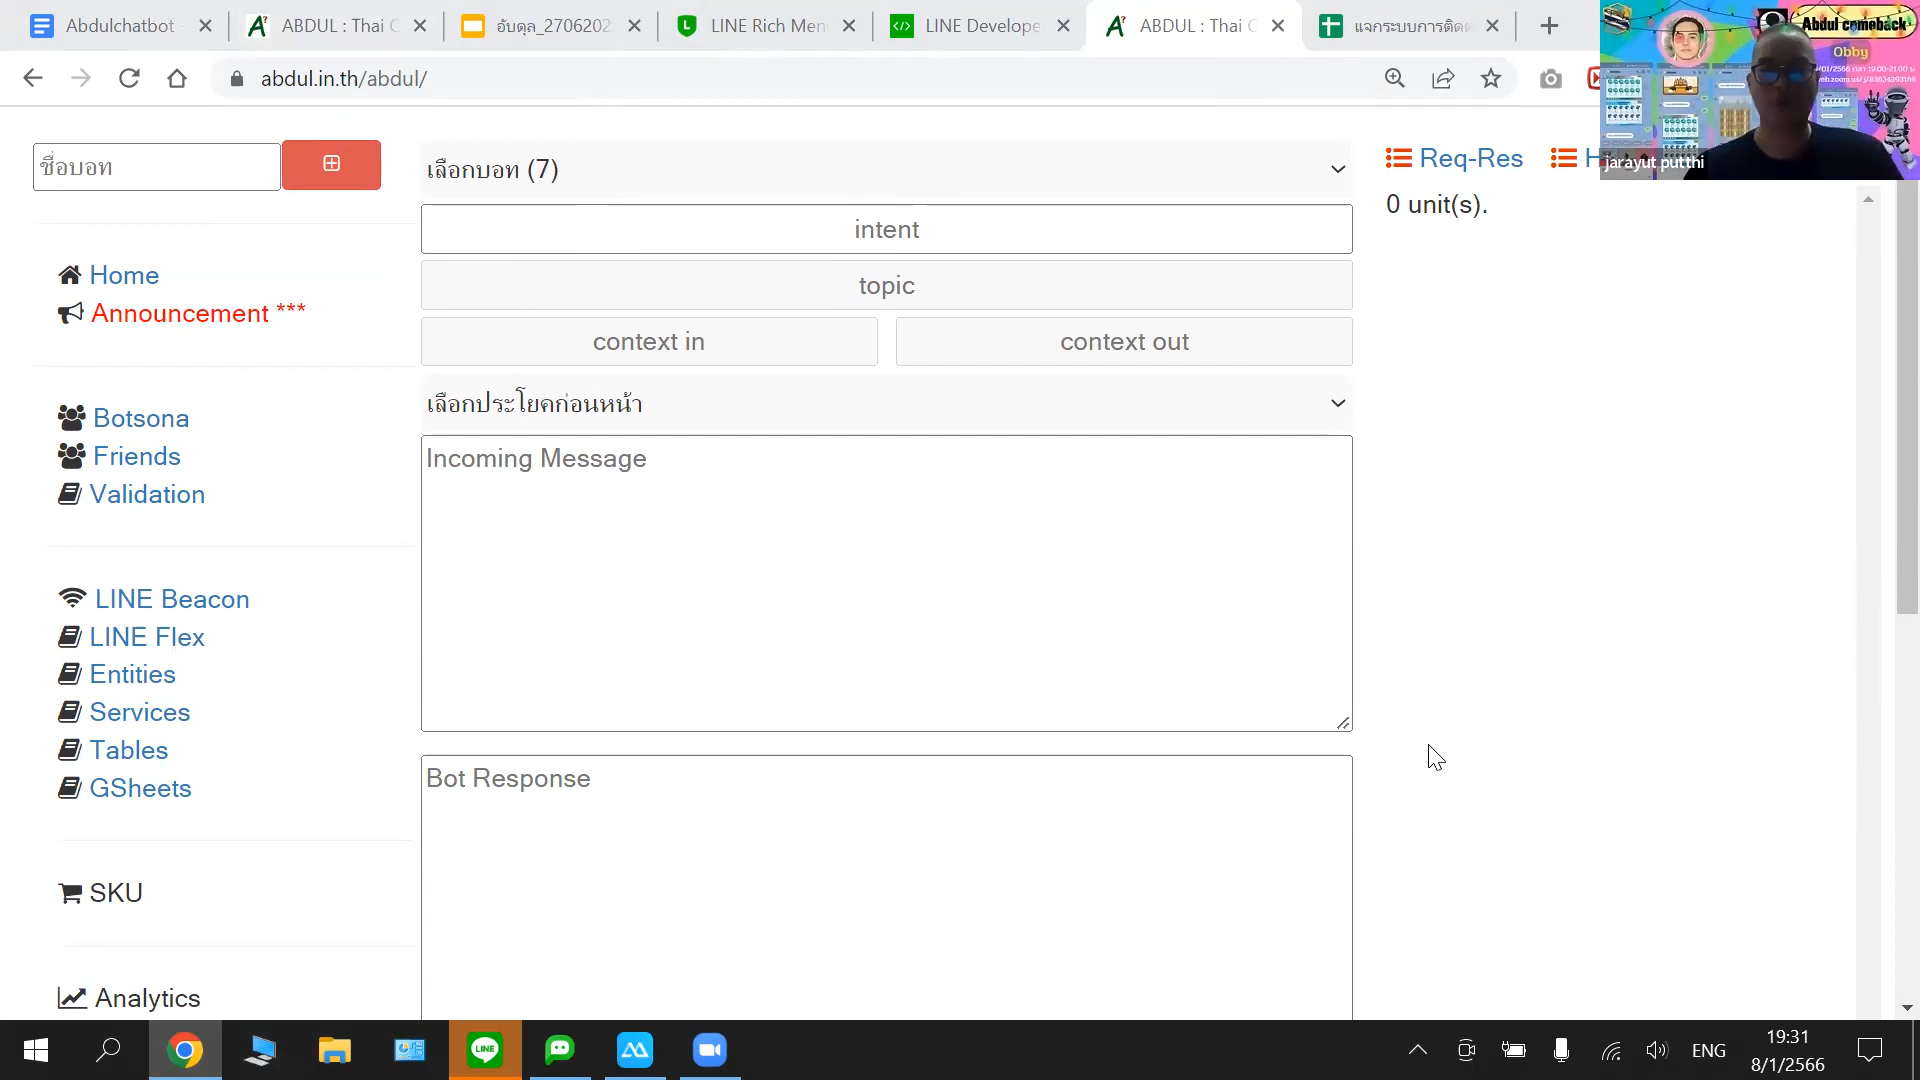 Abdulchatbot -
ABDUL : Thai C
อับดุล_2706202
LINE Rich Men
LINE Develope
ABDUL : Thai C
แจกระบบการติดต
abdul.in.th/abdul/
Abdul comeback
Obby
jarayut putthi
ชื่อบอท
เลือกบอท (7)
Req-Res
H
0 unit(s).
intent
topic
context in
context out
เลือกประโยคก่อนหน้า
Incoming Message
Bot Response
Home
Announcement ***
Botsona
Friends
Validation
LINE Beacon
LINE Flex
Entities
Services
Tables
GSheets
SKU
Analytics
LINE
ENG
19:31
8/1/2566